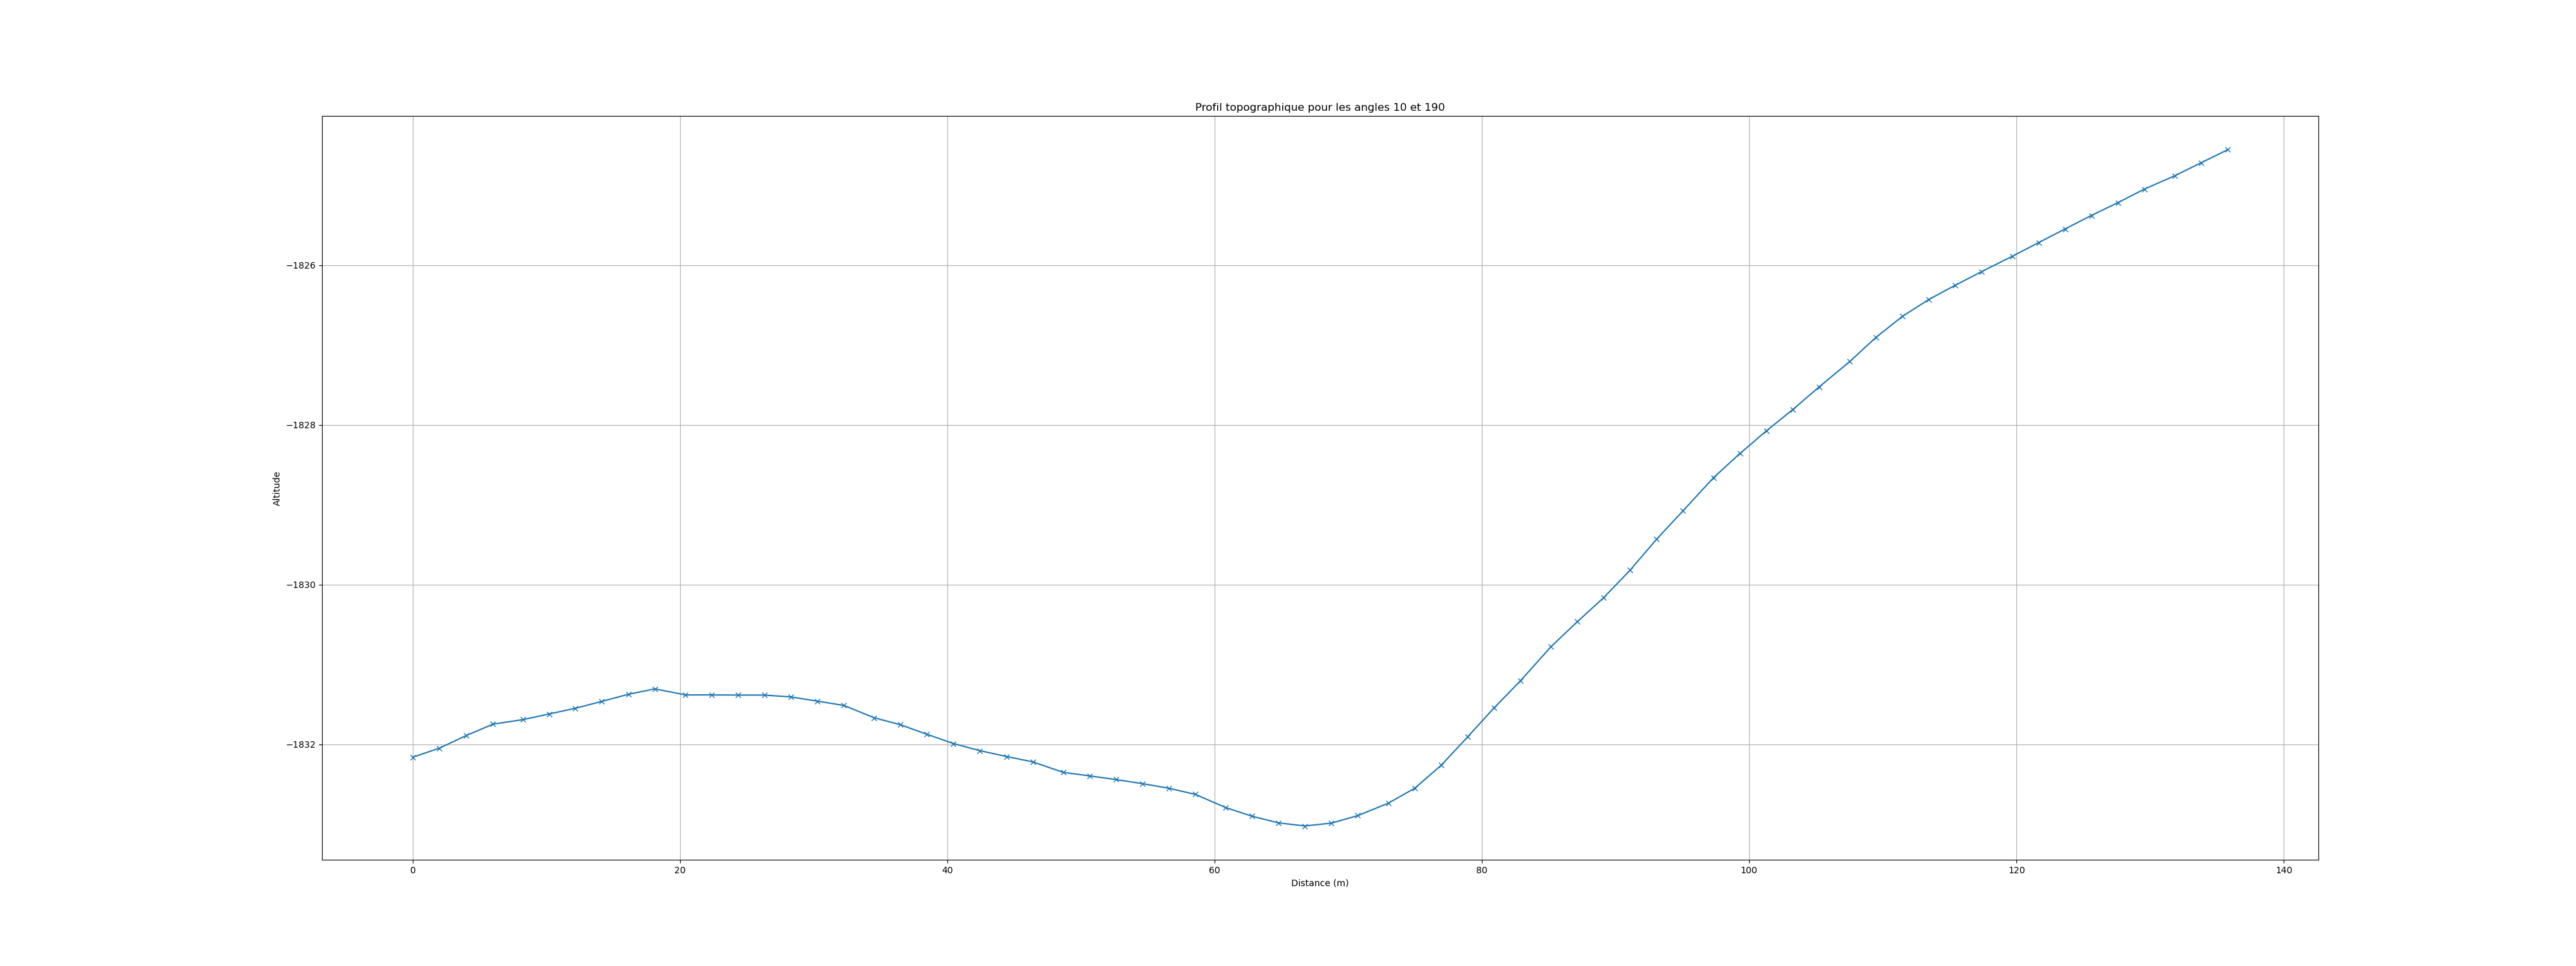 Profil topographique pour les angles 10 et 190
−1826
−1828
Altitude
−1830
−1832
0 20 40 60 80 100 120 140
Distance (m)